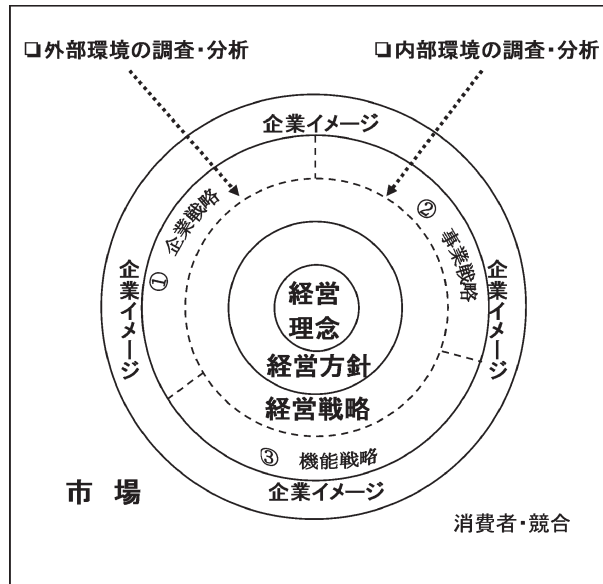 ❏外部環境の調査・分析
❏内部環境の調査・分析
企業イメージ
① 企業戦略
② 事業戦略
企業イメージ
企業イメージ
経営
理念
経営方針
経営戦略
③ 機能戦略
企業イメージ
市 場
消費者・競合